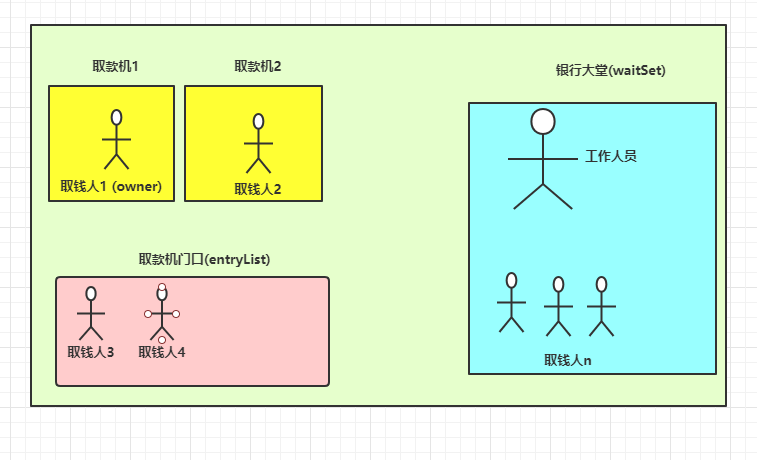 取款机1
取款机2
银行大堂(waitSet)
工作人员
取钱人1 (owner)
取钱人2
取款机门口(entryList)
取钱人3
取钱人4
取钱人n